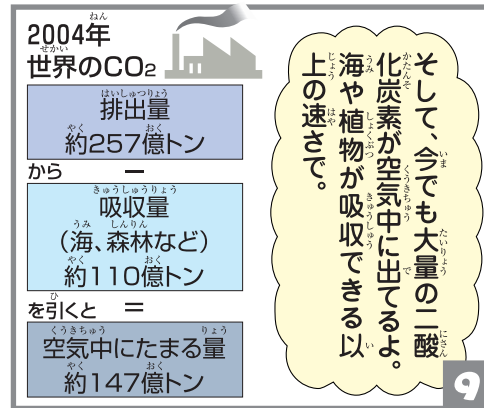 2004年
世界のCO₂
排出量
約257億トン
から －
吸収量
（海、森林など）
約110億トン
を引くと ＝
空気中にたまる量
約147億トン
そして、今でも大量の二酸
化炭素が空気中に出てるよ。
海や植物が吸収できる以
上の速さで。
9